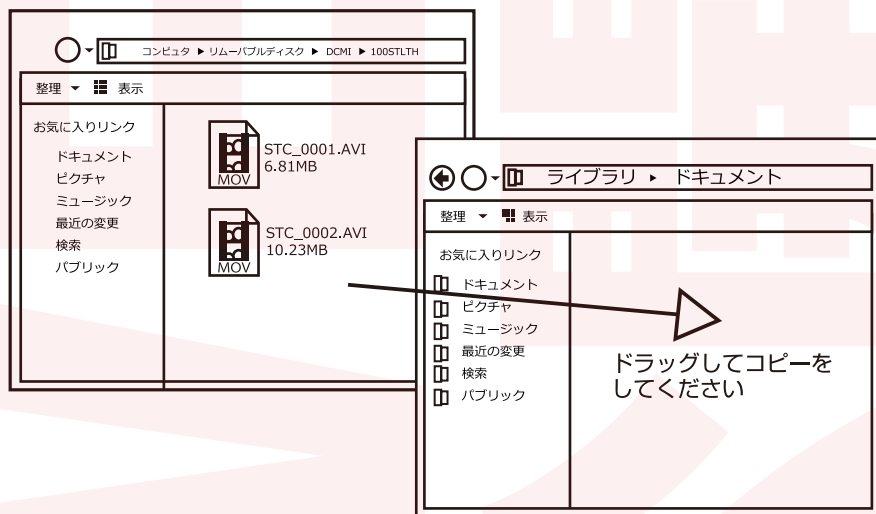 コンピュタ ▶ リムーバブルディスク ▶ DCMI ▶ 100STLTH
整理 ▼ 表示
お気に入りリンク
ドキュメント
ピクチャ
ミュージック
最近の変更
検索
パブリック
STC_0001.AVI
6.81MB
MOV
STC_0002.AVI
10.23MB
MOV
ライブラリ ▶ ドキュメント
整理 ▼ 表示
お気に入りリンク
ドキュメント
ピクチャ
ミュージック
最近の変更
検索
パブリック
ドラッグしてコピーを
してください